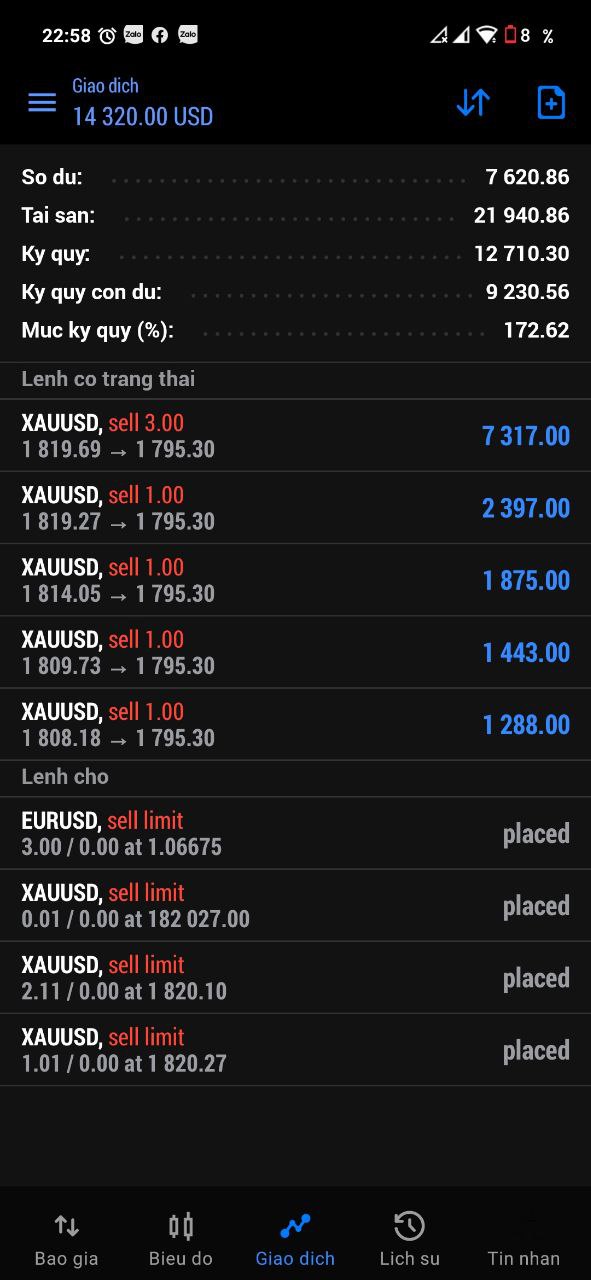 22:58 Zalo Zalo 8 %
Giao dich
14 320.00 USD
So du: 7 620.86
Tai san: 21 940.86
Ky quy: 12 710.30
Ky quy con du: 9 230.56
Muc ky quy (%): 172.62
Lenh co trang thai
XAUUSD, sell 3.00
1 819.69 → 1 795.30 7 317.00
XAUUSD, sell 1.00
1 819.27 → 1 795.30 2 397.00
XAUUSD, sell 1.00
1 814.05 → 1 795.30 1 875.00
XAUUSD, sell 1.00
1 809.73 → 1 795.30 1 443.00
XAUUSD, sell 1.00
1 808.18 → 1 795.30 1 288.00
Lenh cho
EURUSD, sell limit
3.00 / 0.00 at 1.06675 placed
XAUUSD, sell limit
0.01 / 0.00 at 182 027.00 placed
XAUUSD, sell limit
2.11 / 0.00 at 1 820.10 placed
XAUUSD, sell limit
1.01 / 0.00 at 1 820.27 placed
Bao gia Bieu do Giao dich Lich su Tin nhan